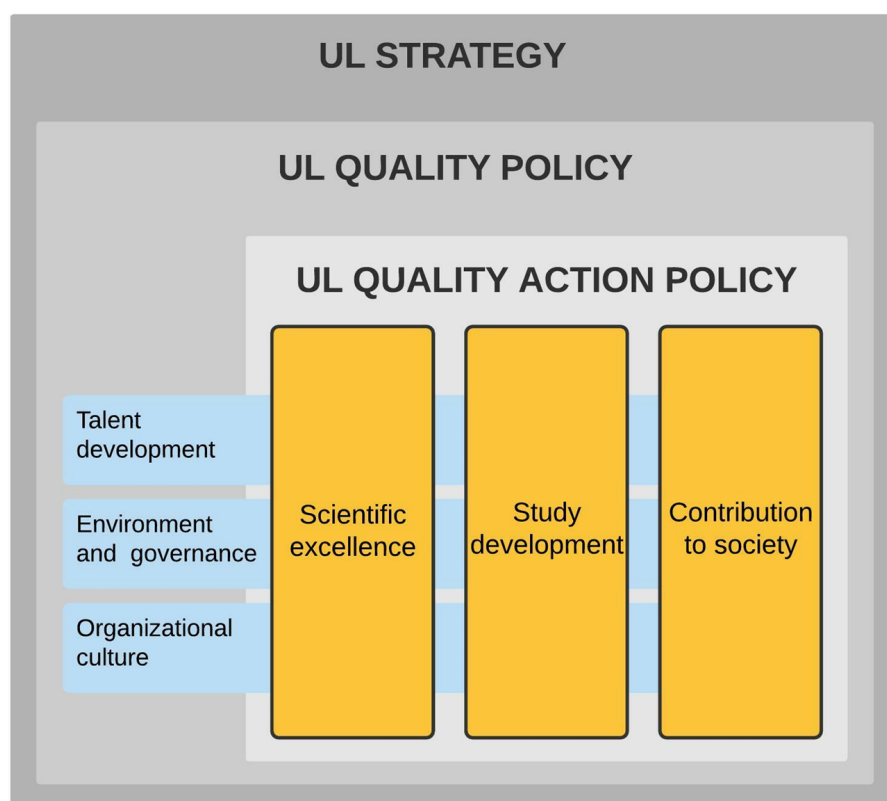 UL STRATEGY
UL QUALITY POLICY
UL QUALITY ACTION POLICY
Talent
development
Environment
and  governance
Organizational
culture
Scientific
excellence
Study
development
Contribution
to society